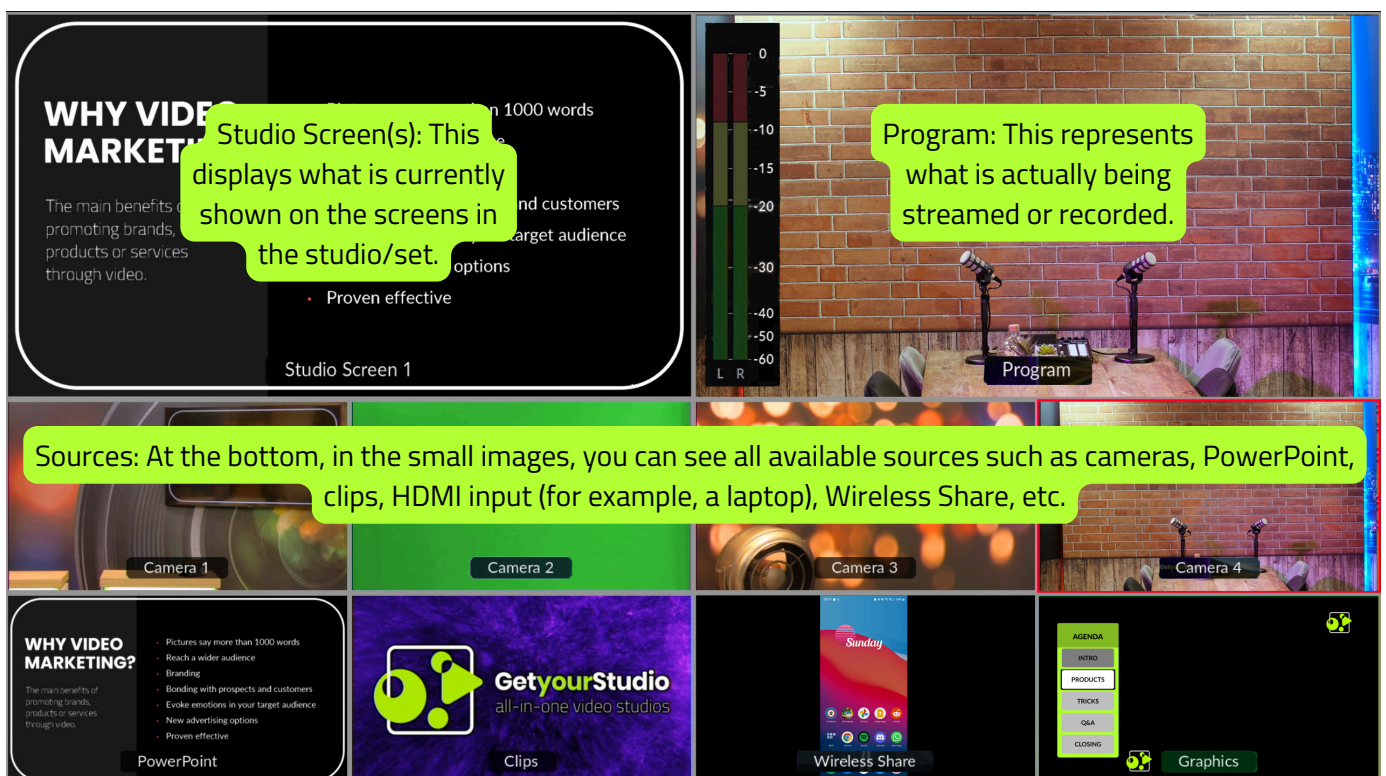 WHY VIDEO
MARKETI
The main benefits
promoting brands,
products or services
through video.
n 1000 words
nd customers
target audience
options
• Proven effective
Studio Screen(s): This
displays what is currently
shown on the screens in
the studio/set.
Studio Screen 1
0
-5
-10
-15
-20
-30
-40
-50
-60
L R
Program: This represents
what is actually being
streamed or recorded.
Program
Sources: At the bottom, in the small images, you can see all available sources such as cameras, PowerPoint,
clips, HDMI input (for example, a laptop), Wireless Share, etc.
Camera 1
Camera 2
Camera 3
Camera 4
WHY VIDEO
MARKETING?
The main benefits of
promoting brands,
products or services
through video.
• Pictures say more than 1000 words
• Reach a wider audience
• Branding
• Bonding with prospects and customers
• Evoke emotions in your target audience
• New advertising options
• Proven effective
PowerPoint
GetyourStudio
all-in-one video studios
Clips
Sunday
Wireless Share
AGENDA
INTRO
PRODUCTS
TRICKS
Q&A
CLOSING
Graphics